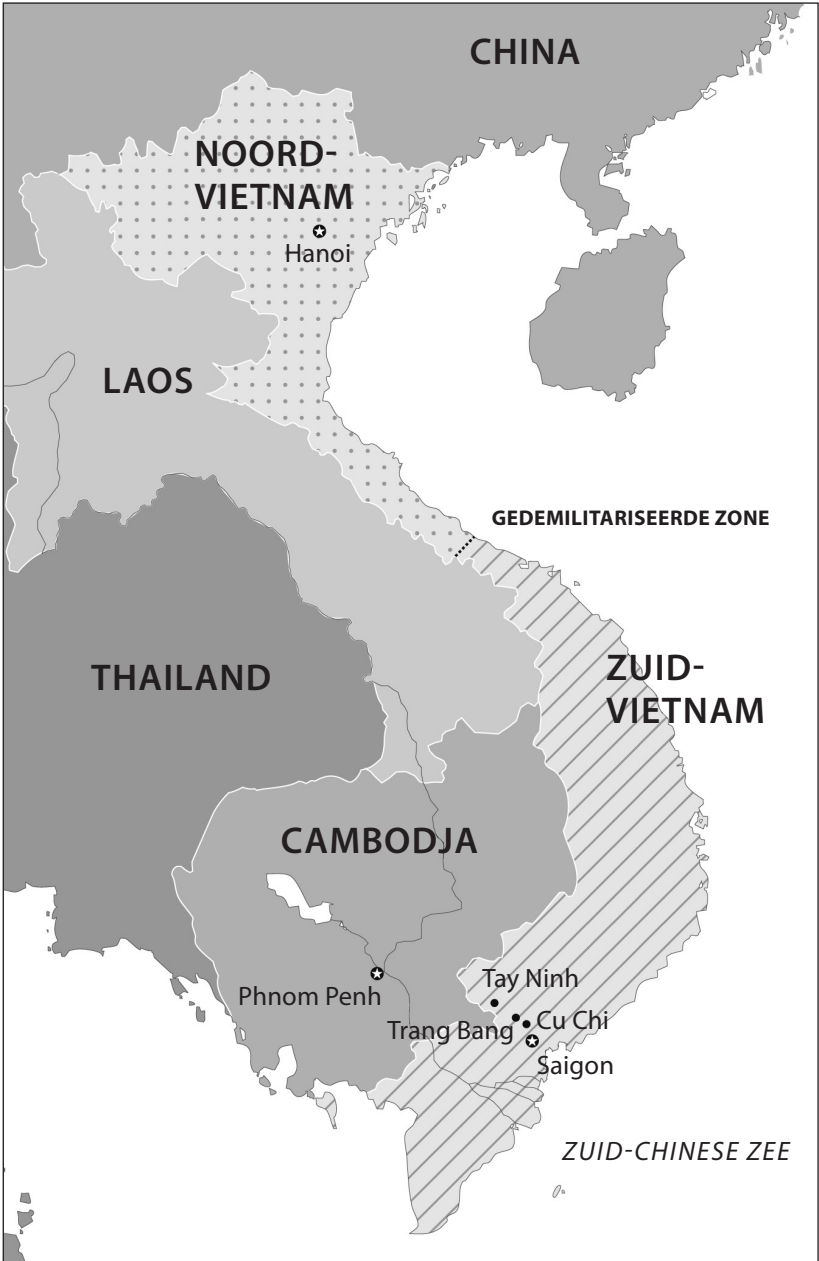 CHINA
NOORD-
VIETNAM
Hanoi
LAOS
GEDEMILITARISEERDE ZONE
THAILAND
ZUID-
VIETNAM
CAMBODJA
Phnom Penh
Tay Ninh
Trang Bang
Cu Chi
Saigon
ZUID-CHINESE ZEE